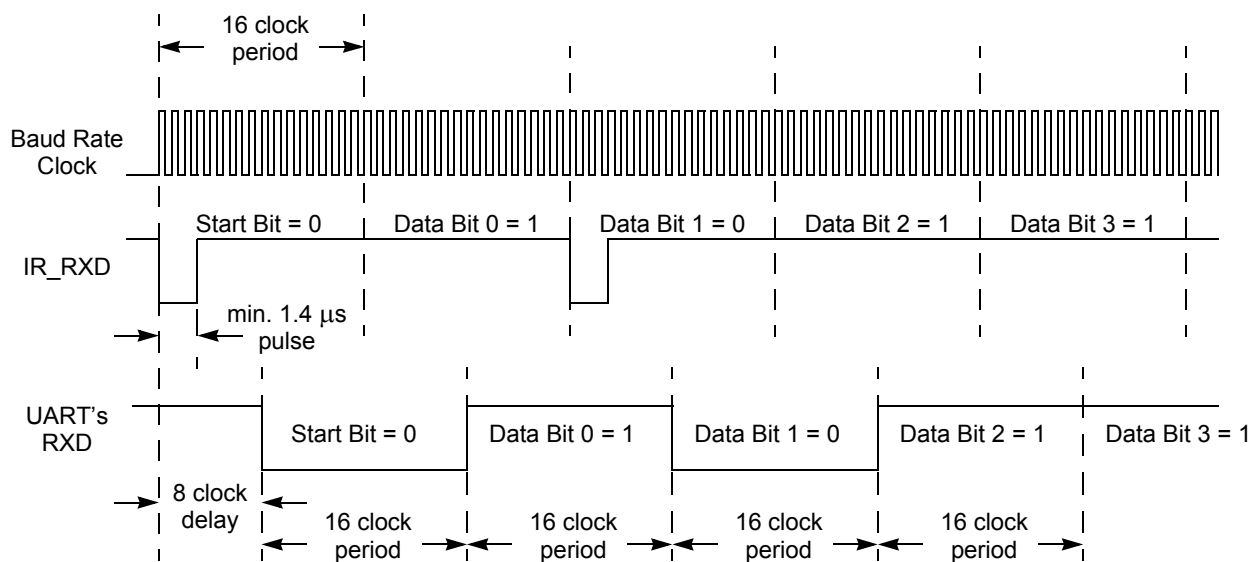 16 clock
period
Baud Rate
Clock
Start Bit = 0
Data Bit 0 = 1
Data Bit 1 = 0
Data Bit 2 = 1
Data Bit 3 = 1
IR_RXD
min. 1.4 μs
pulse
UART's
RXD
Start Bit = 0
Data Bit 0 = 1
Data Bit 1 = 0
Data Bit 2 = 1
Data Bit 3 = 1
8 clock
delay
16 clock
period
16 clock
period
16 clock
period
16 clock
period